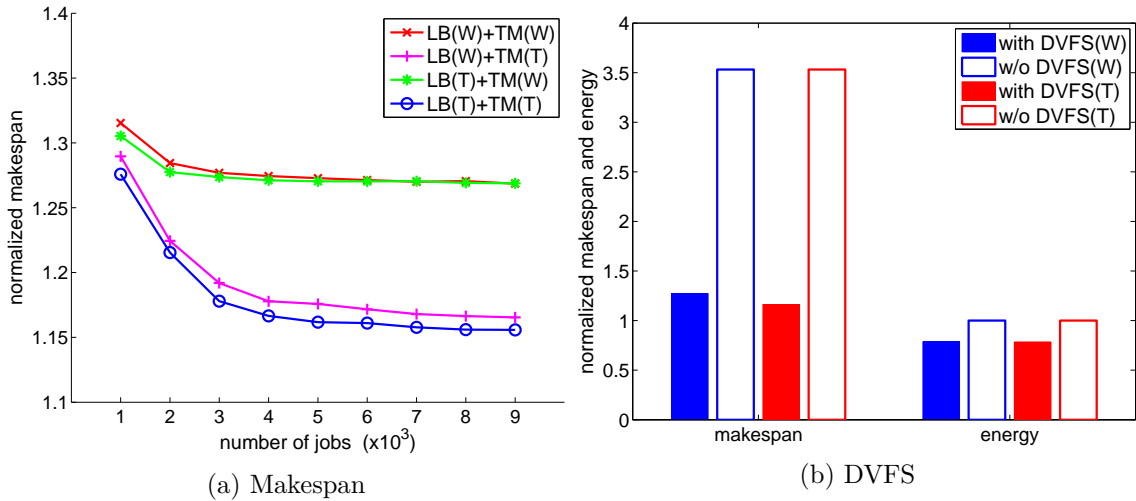 1.4
1.35
1.3
1.25
1.2
1.15
1.1
normalized makespan
1 2 3 4 5 6 7 8 9
number of jobs (x10³)
LB(W)+TM(W)
LB(W)+TM(T)
LB(T)+TM(W)
LB(T)+TM(T)
(a) Makespan
4
3.5
3
2.5
2
1.5
1
0.5
0
normalized makespan and energy
makespan energy
with DVFS(W)
w/o DVFS(W)
with DVFS(T)
w/o DVFS(T)
(b) DVFS